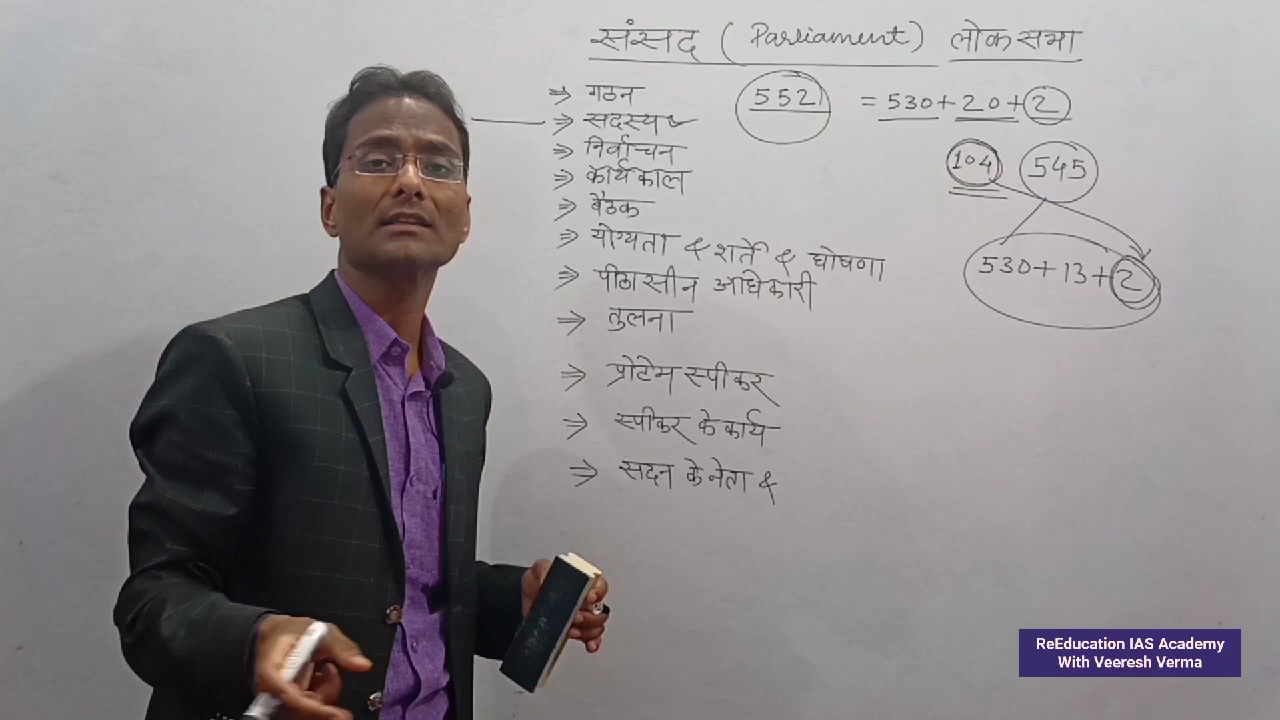 संसद ( Parliament ) लोकसभा
⇒ गठन
⇒ सदस्य
⇒ निर्वाचन
⇒ कार्यकाल
⇒ बैठक
⇒ योग्यता & शर्ते & घोषणा
⇒ पीठासीन अधिकारी
⇒ तुलना
⇒ प्रोटेम स्पीकर
⇒ स्पीकर के कार्य
⇒ सदन के नेता &
552 = 530+20+2
104 545
530+13+2
ReEducation IAS Academy
With Veeresh Verma